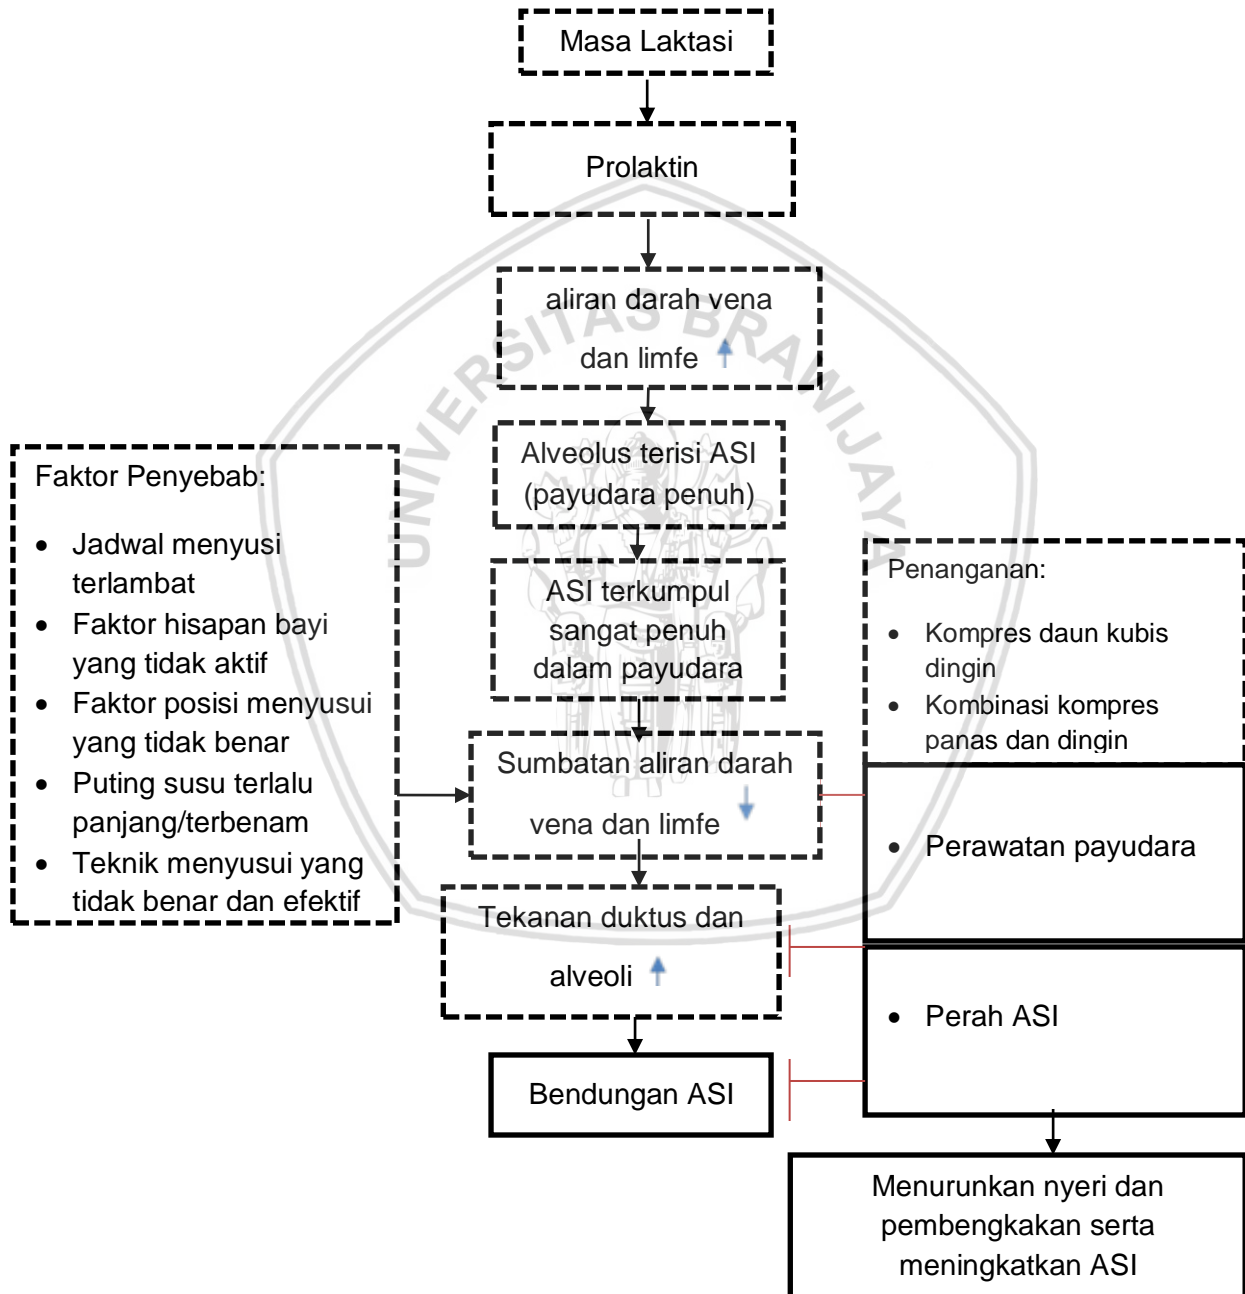 Masa Laktasi
Prolaktin
UNIVERSITAS BRAWIJAYA
aliran darah vena
dan limfe ↑
Alveolus terisi ASI
(payudara penuh)
ASI terkumpul
sangat penuh
dalam payudara
Faktor Penyebab:
• Jadwal menyusi
terlambat
• Faktor hisapan bayi
yang tidak aktif
• Faktor posisi menyusui
yang tidak benar
• Puting susu terlalu
panjang/terbenam
• Teknik menyusui yang
tidak benar dan efektif
Sumbatan aliran darah
vena dan limfe ↓
Tekanan duktus dan
alveoli ↑
Bendungan ASI
Penanganan:
• Kompres daun kubis
dingin
• Kombinasi kompres
panas dan dingin
• Perawatan payudara
• Perah ASI
Menurunkan nyeri dan
pembengkakan serta
meningkatkan ASI